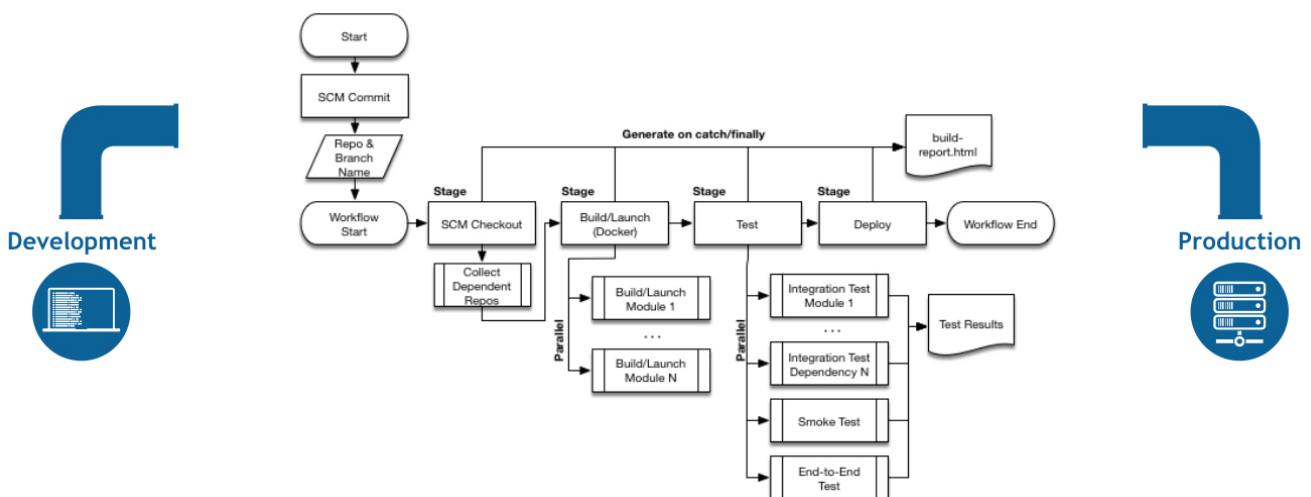 Start
SCM Commit
Repo &
Branch
Name
Generate on catch/finally
build-
report.html
Stage
Stage
Stage
Stage
Workflow
Start
SCM Checkout
Build/Launch
(Docker)
Test
Deploy
Workflow End
Development
Production
Collect
Dependent
Repos
Parallel
Build/Launch
Module 1
...
Build/Launch
Module N
Parallel
Integration Test
Module 1
...
Integration Test
Dependency N
Smoke Test
End-to-End
Test
Test Results